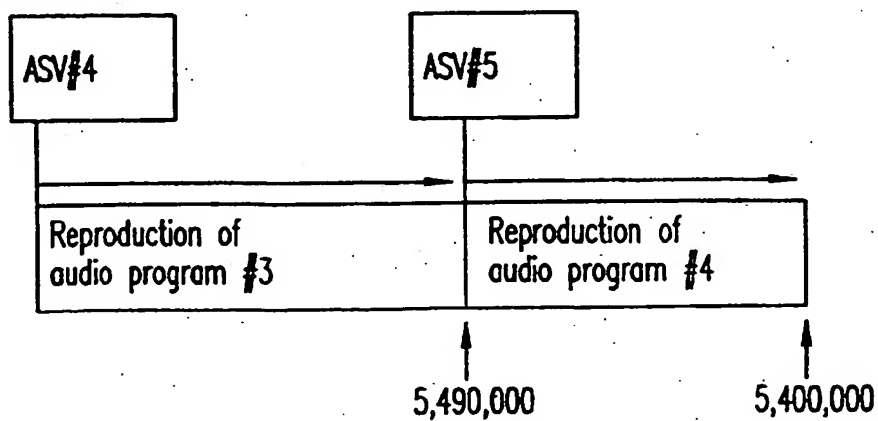 ASV#4
ASV#5
Reproduction of
audio program #3
Reproduction of
audio program #4
5,490,000
5,400,000